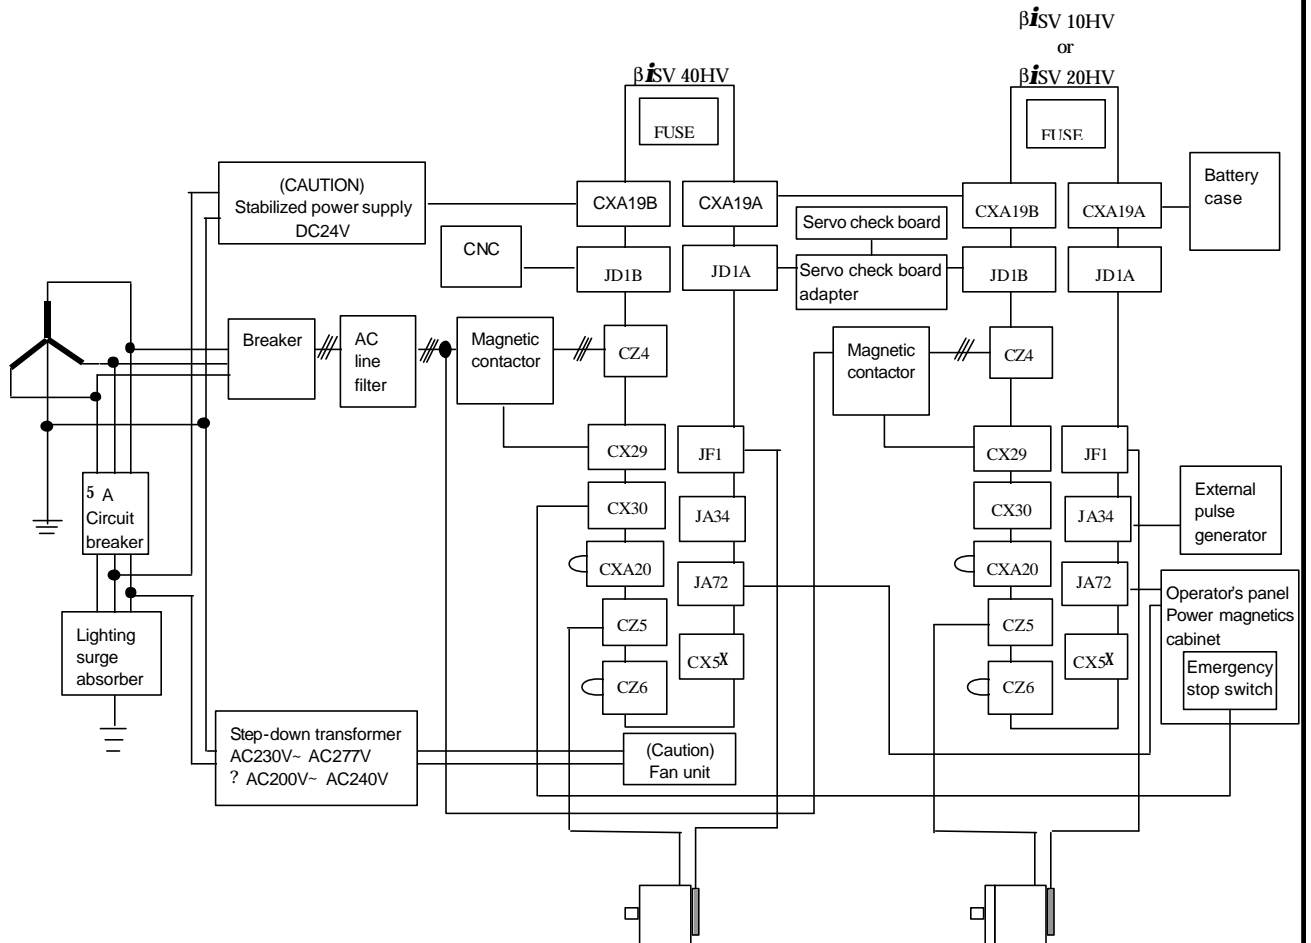 βiSV 10HV
or
βiSV 20HV
βiSV 40HV
FUSE
FUSE
(CAUTION)
Stabilized power supply
DC24V
CXA19B
CXA19A
CXA19B
CXA19A
Battery
case
Servo check board
CNC
JD1B
JD1A
Servo check board
adapter
JD1B
JD1A
Breaker
AC
line
filter
Magnetic
contactor
CZ4
Magnetic
contactor
CZ4
CX29
JF1
CX29
JF1
5 A
Circuit
breaker
CX30
JA34
CX30
JA34
External
pulse
generator
CXA20
JA72
CXA20
JA72
Operator's panel
Power magnetics
cabinet
CZ5
CZ5
Lighting
surge
absorber
CX5X
CX5X
Emergency
stop switch
CZ6
CZ6
Step-down transformer
AC230V~ AC277V
? AC200V~ AC240V
(Caution)
Fan unit